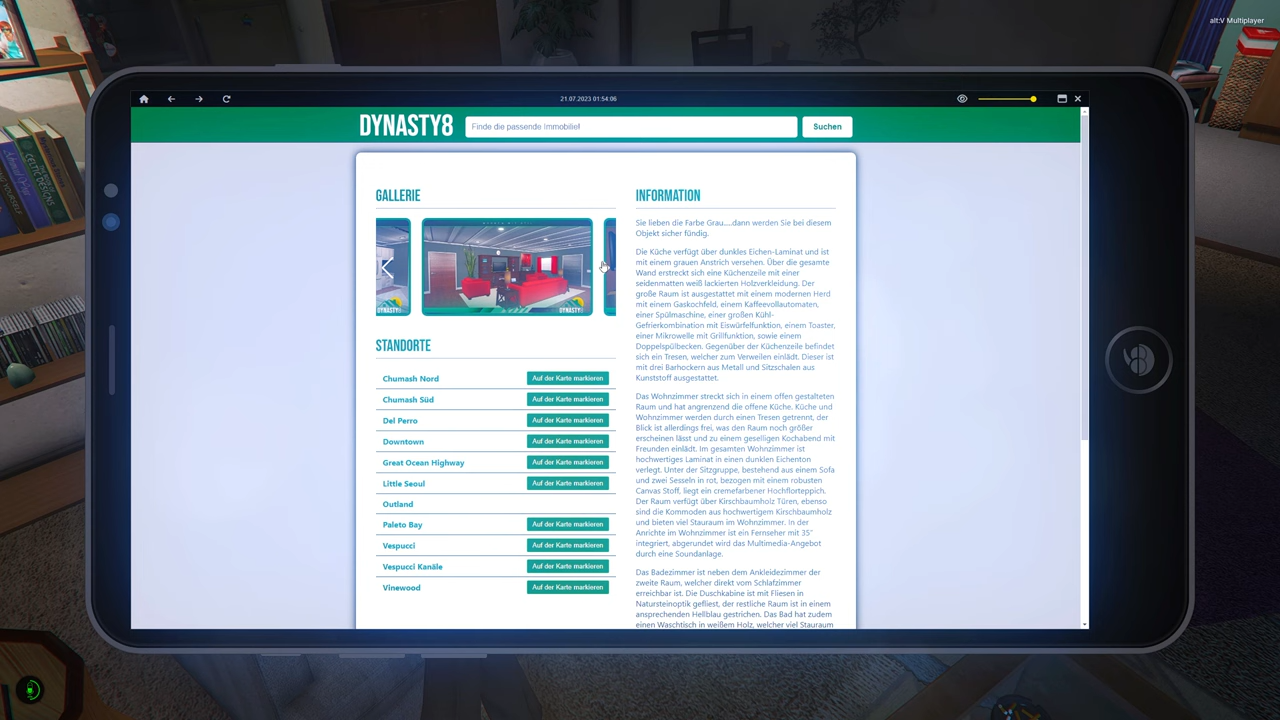 alt:V Multiplayer
21.07.2023 01:54:06
DYNASTY8
Finde die passende Immobilie!
Suchen
GALLERIE
DYNASTY8
DYNASTY8
STANDORTE
Chumash Nord Auf der Karte markieren
Chumash Süd Auf der Karte markieren
Del Perro Auf der Karte markieren
Downtown Auf der Karte markieren
Great Ocean Highway Auf der Karte markieren
Little Seoul Auf der Karte markieren
Outland
Paleto Bay Auf der Karte markieren
Vespucci Auf der Karte markieren
Vespucci Kanäle Auf der Karte markieren
Vinewood Auf der Karte markieren
INFORMATION
Sie lieben die Farbe Grau....dann werden Sie bei diesem
Objekt sicher fündig.
Die Küche verfügt über dunkles Eichen-Laminat und ist
mit einem grauen Anstrich versehen. Über die gesamte
Wand erstreckt sich eine Küchenzeile mit einer
seidenmatten weiß lackierten Holzverkleidung. Der
große Raum ist ausgestattet mit einem modernen Herd
mit einem Gaskochfeld, einem Kaffeevollautomaten,
einer Spülmaschine, einer großen Kühl-
Gefrierkombination mit Eiswürfelfunktion, einem Toaster,
einer Mikrowelle mit Grillfunktion, sowie einem
Doppelspülbecken. Gegenüber der Küchenzeile befindet
sich ein Tresen, welcher zum Verweilen einlädt. Dieser ist
mit drei Barhockern aus Metall und Sitzschalen aus
Kunststoff ausgestattet.
Das Wohnzimmer streckt sich in einem offen gestalteten
Raum und hat angrenzend die offene Küche. Küche und
Wohnzimmer werden durch einen Tresen getrennt, der
Blick ist allerdings frei, was den Raum noch größer
erscheinen lässt und zu einem geselligen Kochabend mit
Freunden einlädt. Im gesamten Wohnzimmer ist
hochwertiges Laminat in einen dunklen Eichenton
verlegt. Unter der Sitzgruppe, bestehend aus einem Sofa
und zwei Sesseln in rot, bezogen mit einem robusten
Canvas Stoff, liegt ein cremefarbener Hochflorteppich.
Der Raum verfügt über Kirschbaumholz Türen, ebenso
sind die Kommoden aus hochwertigem Kirschbaumholz
und bieten viel Stauraum im Wohnzimmer. In der
Anrichte im Wohnzimmer ist ein Fernseher mit 35"
integriert, abgerundet wird das Multimedia-Angebot
durch eine Soundanlage.
Das Badezimmer ist neben dem Ankleidezimmer der
zweite Raum, welcher direkt vom Schlafzimmer
erreichbar ist. Die Duschkabine ist mit Fliesen in
Natursteinoptik gefliest, der restliche Raum ist in einem
ansprechenden Hellblau gestrichen. Das Bad hat zudem
einen Waschtisch in weißem Holz, welcher viel Stauraum
CELTIC DESIGNS